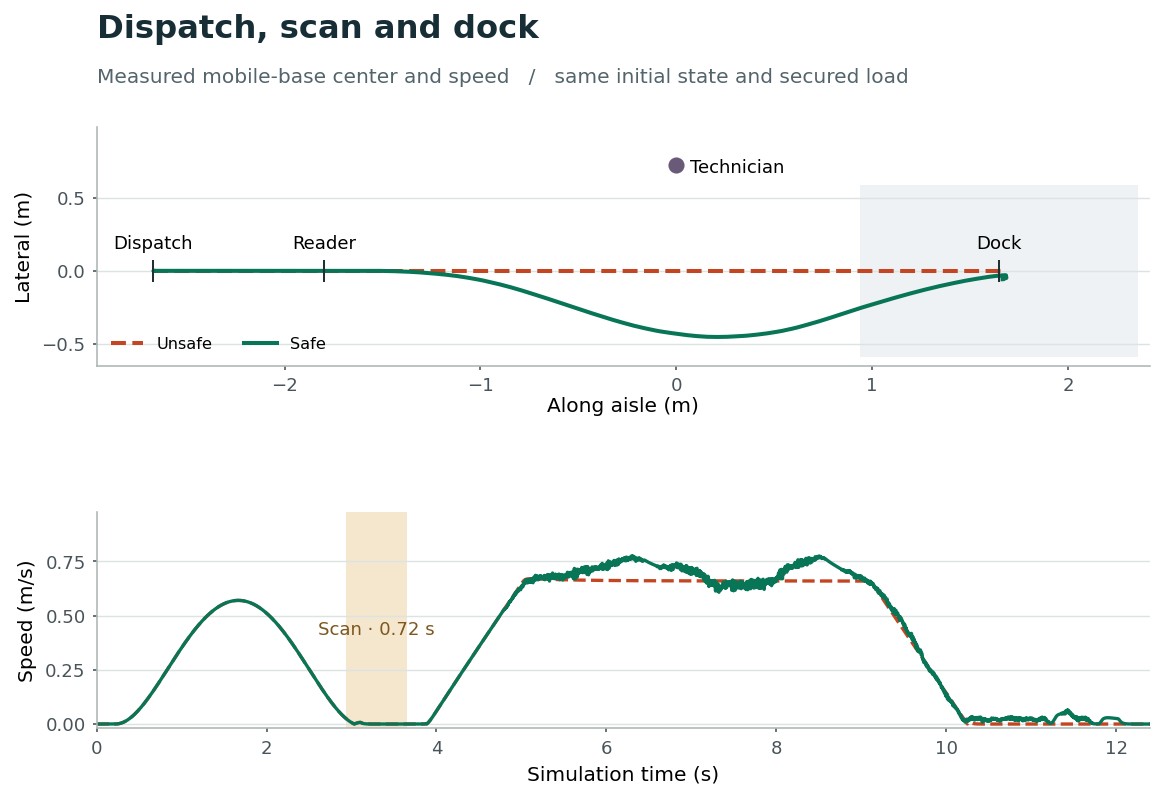 Dispatch, scan and dock
Measured mobile-base center and speed / same initial state and secured load
Technician
Dispatch
Reader
Dock
Lateral (m)
0.5
0.0
−0.5
Unsafe
Safe
−2
−1
0
1
2
Along aisle (m)
Speed (m/s)
0.75
0.50
0.25
0.00
Scan · 0.72 s
0
2
4
6
8
10
12
Simulation time (s)